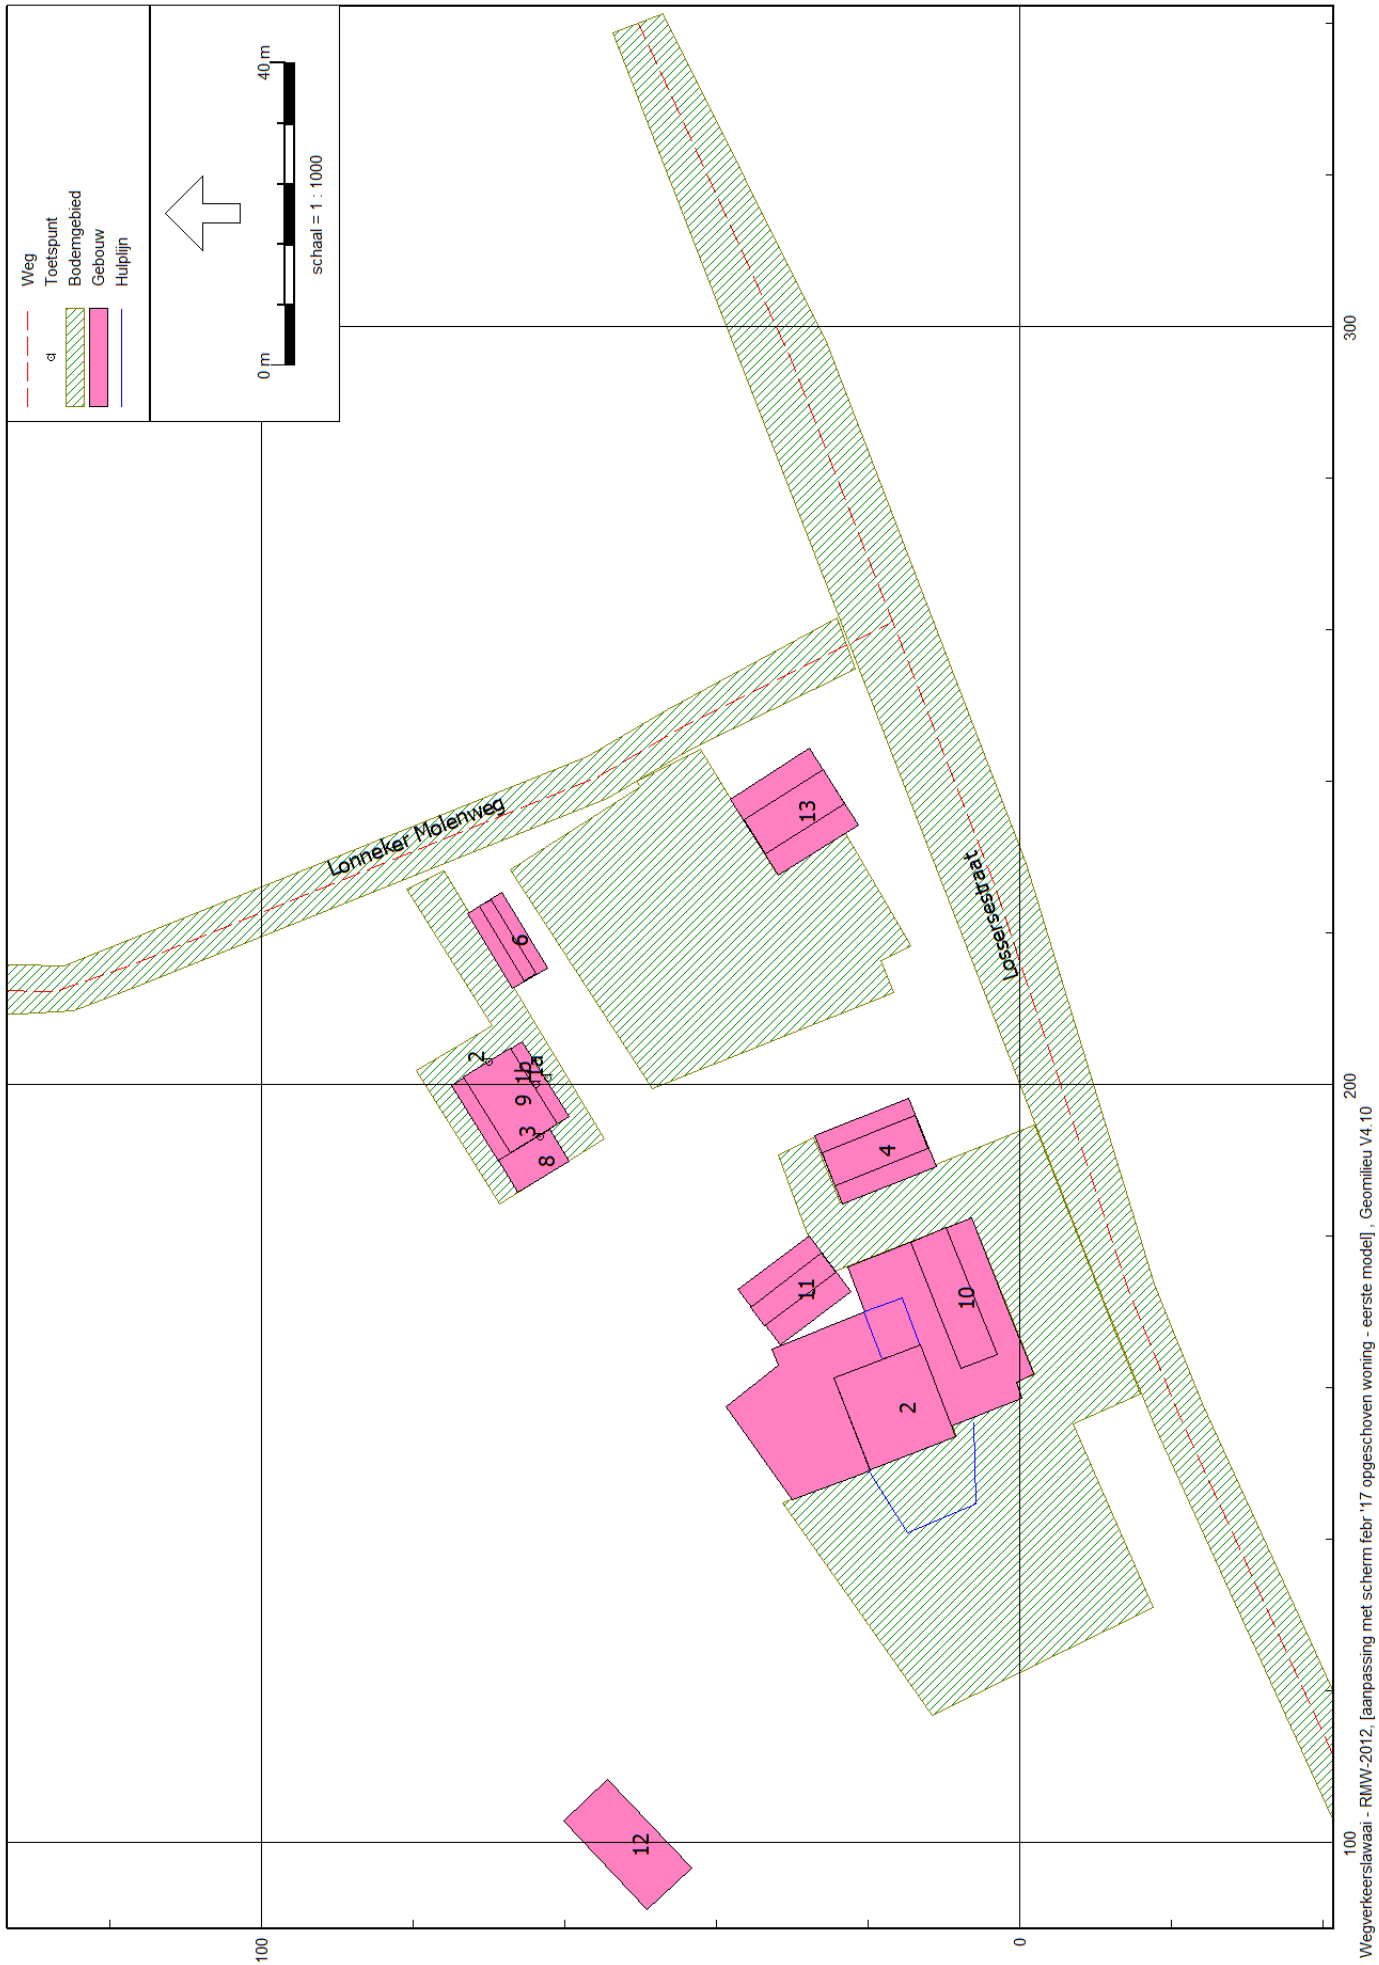 Weg
Toetspunt
Bodemgebied
Gebouw
Hulplijn
0 m
40 m
schaal = 1 : 1000
Lonneker Molenweg
Lossersestraat
6
2
1b
1a
9
3
8
13
4
11
10
2
12
100
0
100
200
300
Wegverkeerslawaai - RMW-2012, [aanpassing met scherm febr '17 opgeschoven woning - eerste model] , Geomilieu V4.10